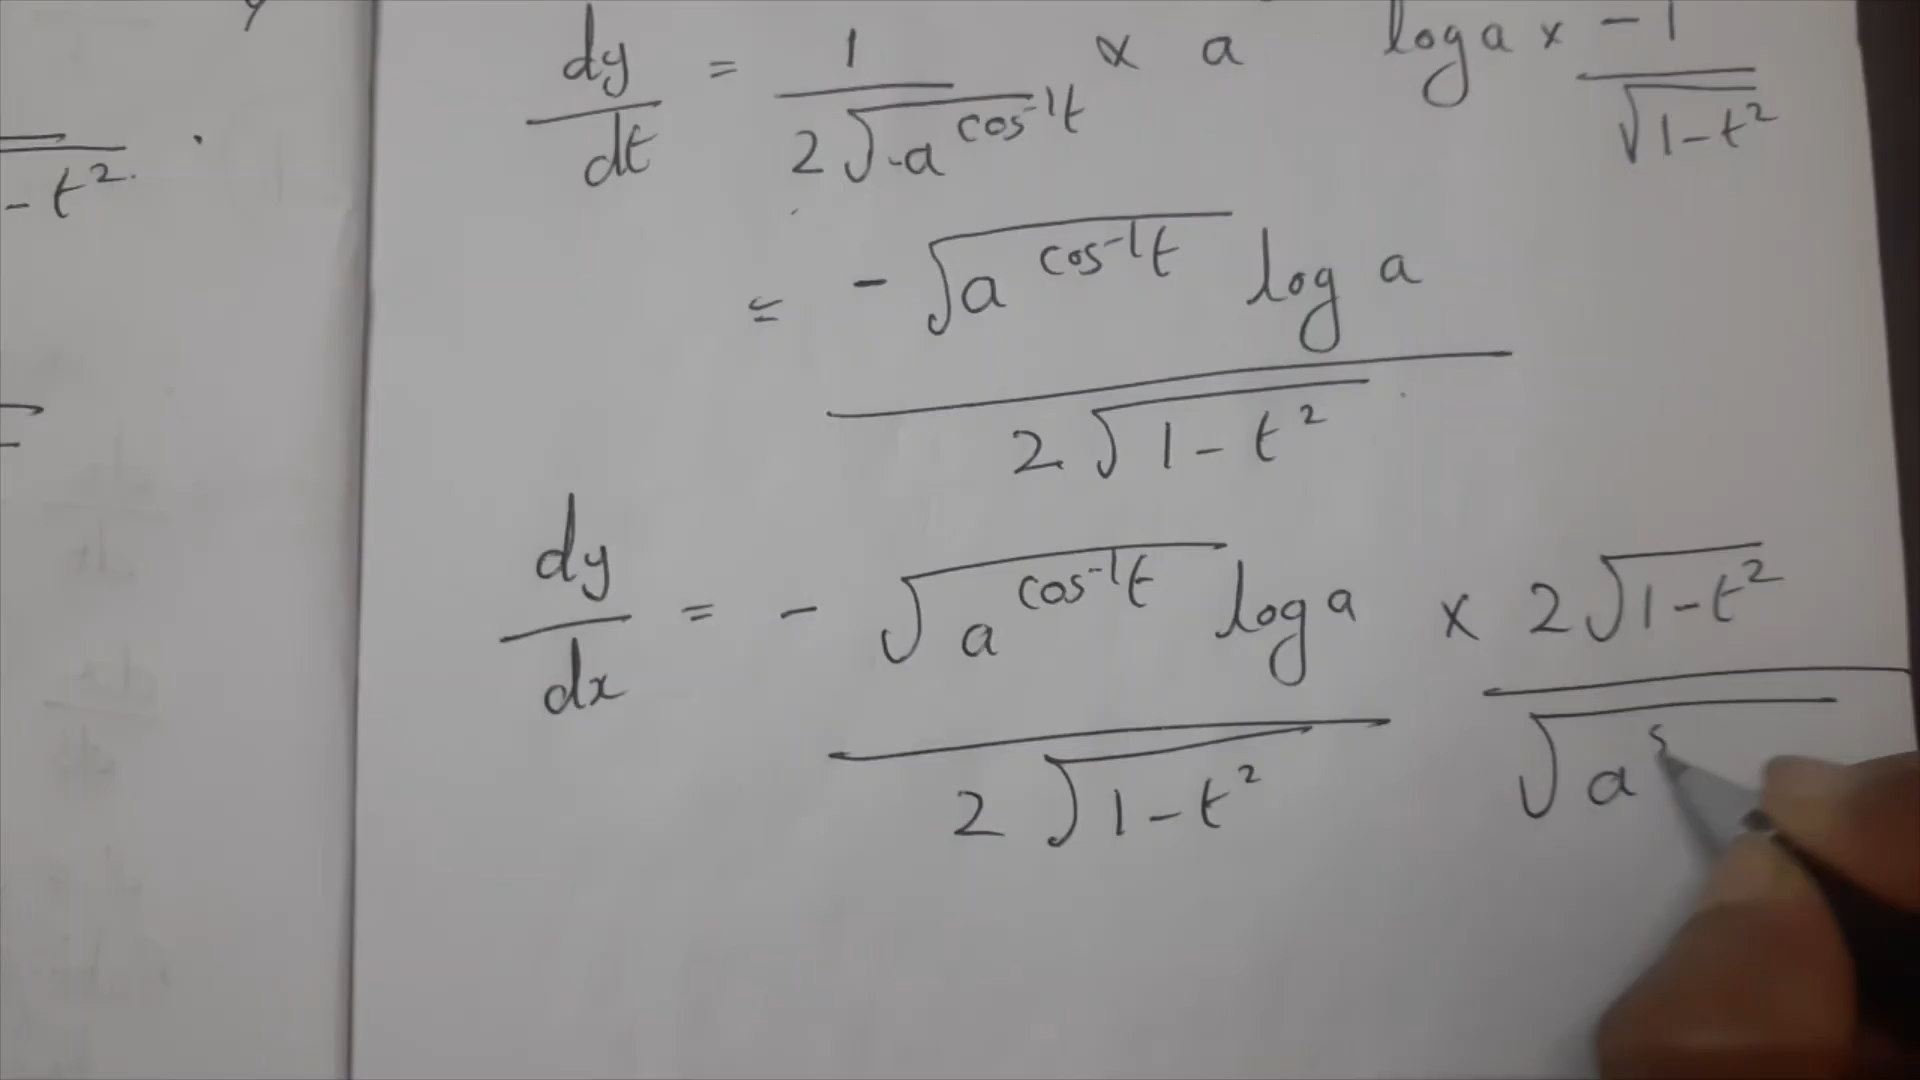 y
dy/dt = 1/(2√-a^(cos⁻¹t)) × a log a × -1/√(1-t²)
- t².
= -√(a^(cos⁻¹t)) log a / (2√(1-t²))
dy/dx = - √(a^(cos⁻¹t)) log a / (2√(1-t²)) × 2√(1-t²) / √(a^s)